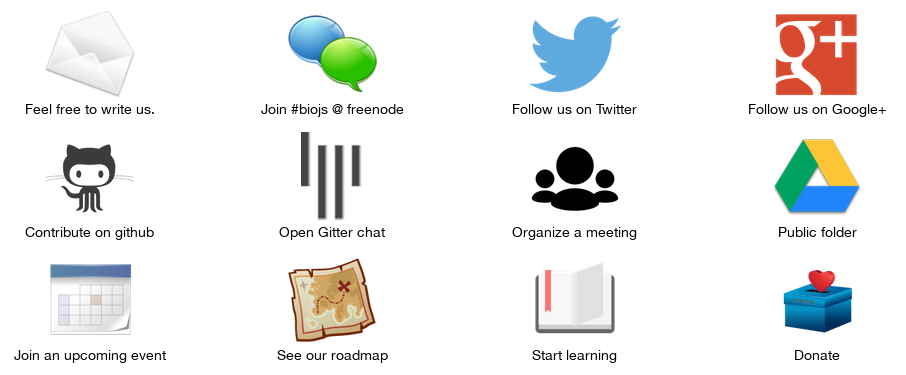 Feel free to write us.
Join #biojs @ freenode
Follow us on Twitter
g+
Follow us on Google+
Contribute on github
Open Gitter chat
Organize a meeting
Public folder
Join an upcoming event
See our roadmap
Start learning
Donate